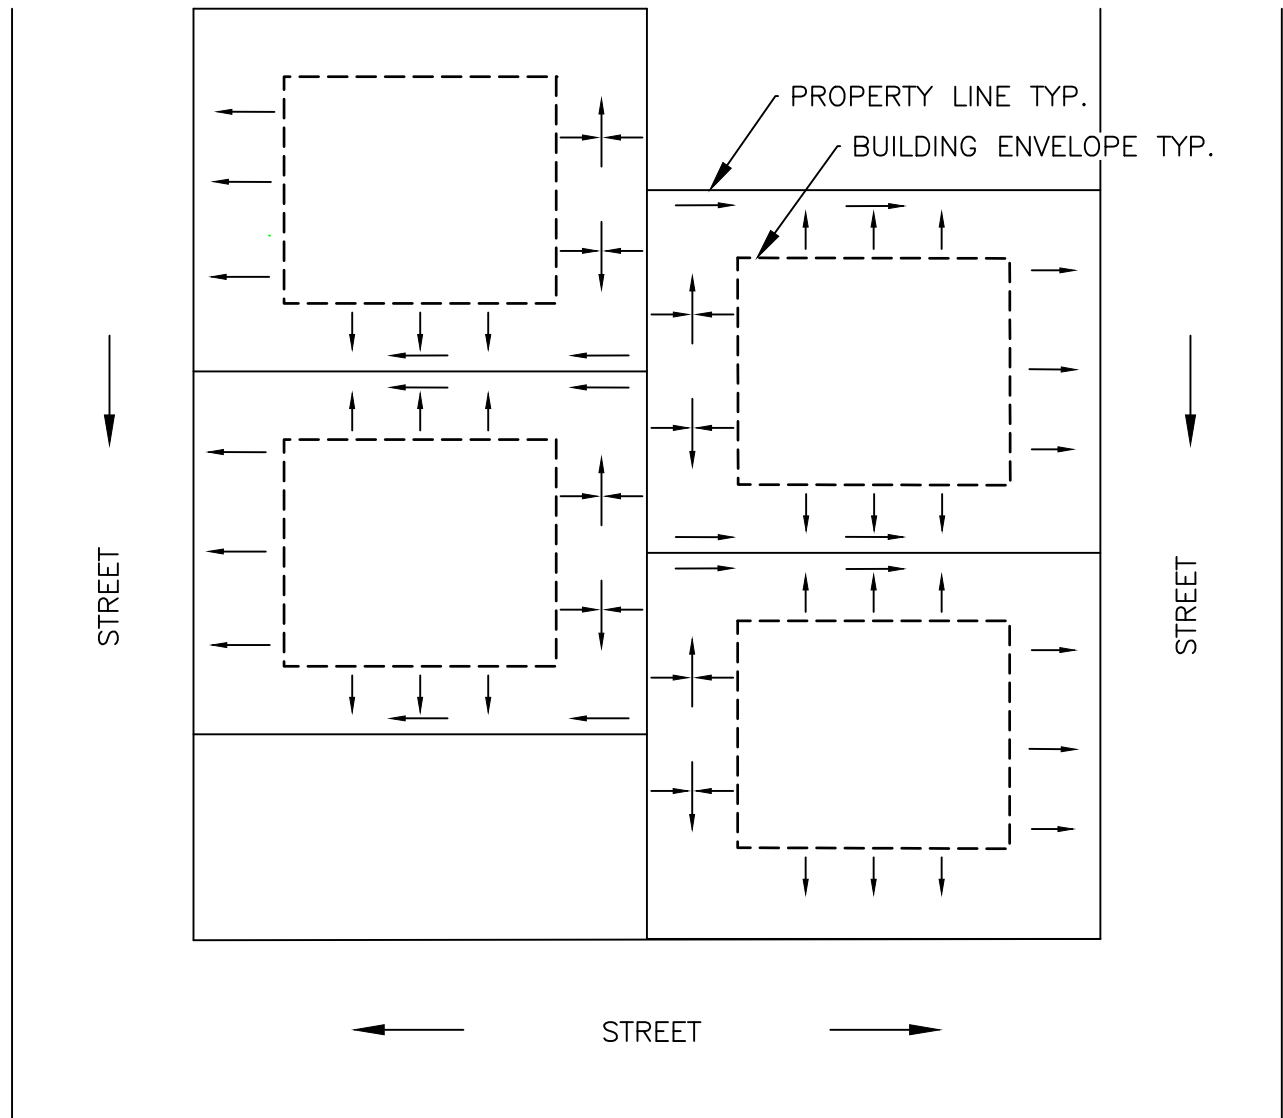 PROPERTY LINE TYP.
BUILDING ENVELOPE TYP.
STREET
STREET
STREET